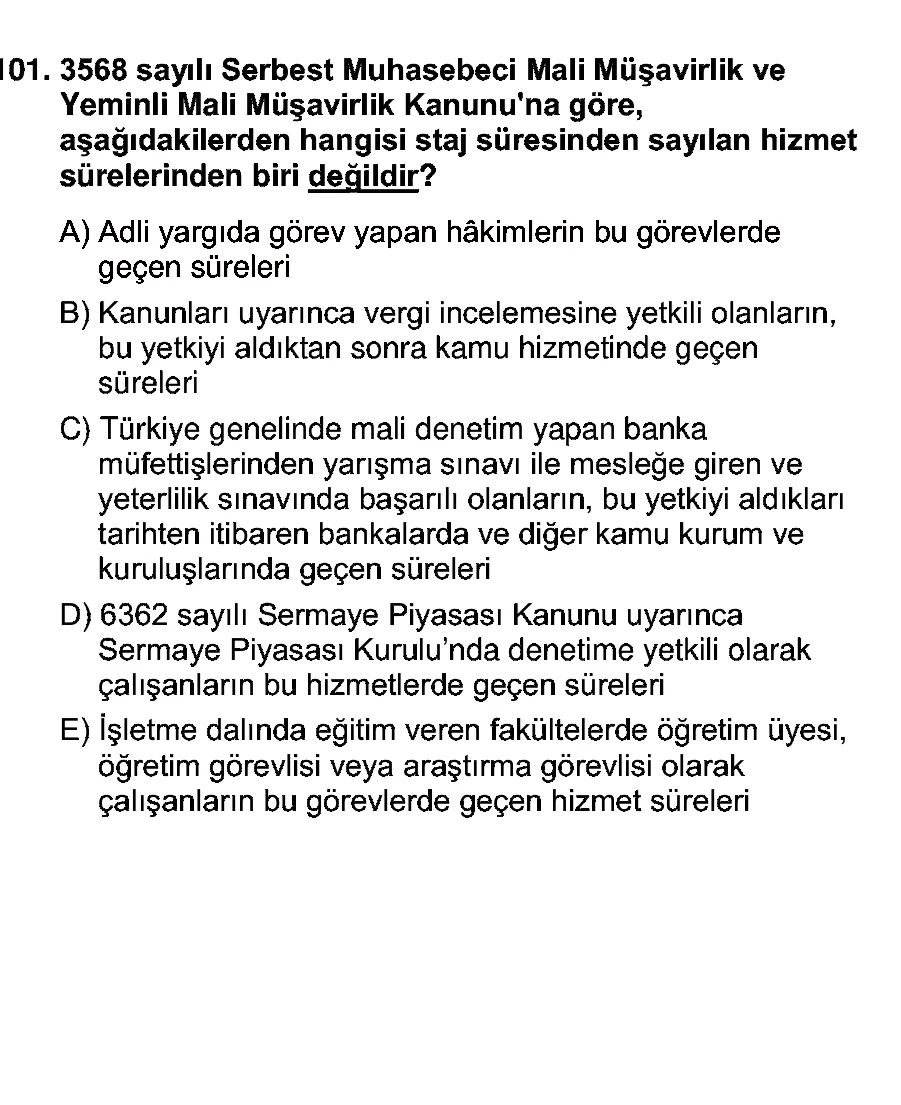 101. 3568 sayılı Serbest Muhasebeci Mali Müşavirlik ve
Yeminli Mali Müşavirlik Kanunu'na göre,
aşağıdakilerden hangisi staj süresinden sayılan hizmet
sürelerinden biri değildir?
A) Adli yargıda görev yapan hâkimlerin bu görevlerde
geçen süreleri
B) Kanunları uyarınca vergi incelemesine yetkili olanların,
bu yetkiyi aldıktan sonra kamu hizmetinde geçen
süreleri
C) Türkiye genelinde mali denetim yapan banka
müfettişlerinden yarışma sınavı ile mesleğe giren ve
yeterlilik sınavında başarılı olanların, bu yetkiyi aldıkları
tarihten itibaren bankalarda ve diğer kamu kurum ve
kuruluşlarında geçen süreleri
D) 6362 sayılı Sermaye Piyasası Kanunu uyarınca
Sermaye Piyasası Kurulu’nda denetime yetkili olarak
çalışanların bu hizmetlerde geçen süreleri
E) İşletme dalında eğitim veren fakültelerde öğretim üyesi,
öğretim görevlisi veya araştırma görevlisi olarak
çalışanların bu görevlerde geçen hizmet süreleri